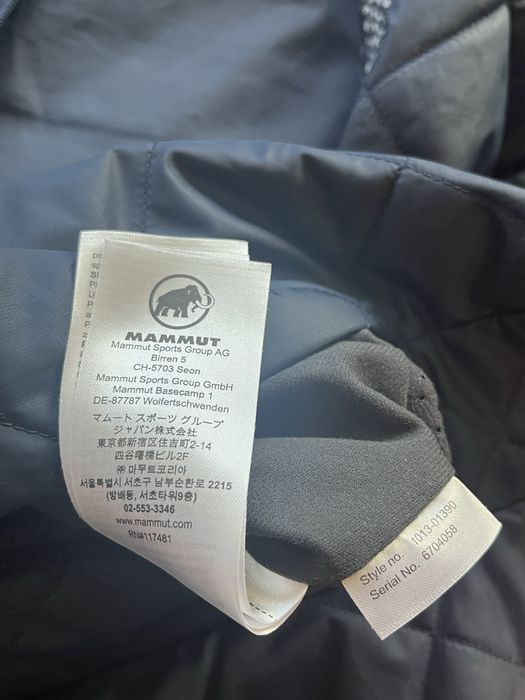 MAMMUT
Mammut Sports Group AG
Birren 5
CH-5703 Seon
Mammut Sports Group GmbH
Mammut Basecamp 1
DE-87787 Wolfertschwenden
マムート スポーツ グループ
ジャパン株式会社
東京都新宿区住吉町2-14
四谷曙橋ビル2F
㈜ 마무트코리아
서울특별시 서초구 남부순환로 2215
(방배동, 서초타워9층)
02-553-3346
www.mammut.com
RN#117481
Style no. 1013-01390
Serial No. 6704058